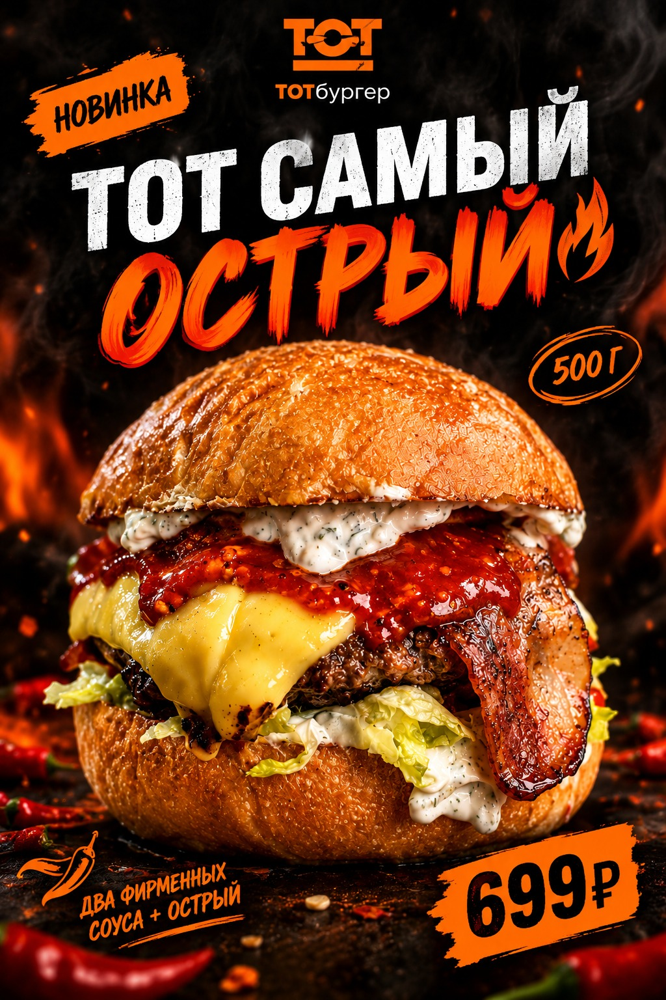 ТОТ
ТОТбургер
НОВИНКА
ТОТ САМЫЙ
ОСТРЫЙ
500 Г
ДВА ФИРМЕННЫХ
СОУСА + ОСТРЫЙ
699₽